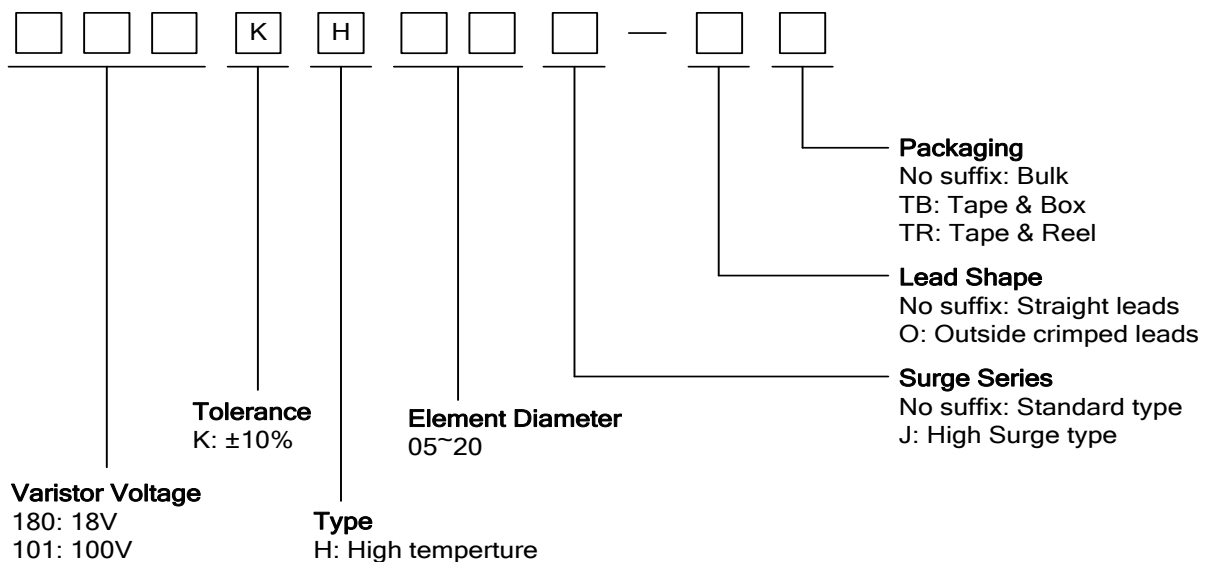 K H —
Packaging
No suffix: Bulk
TB: Tape & Box
TR: Tape & Reel
Lead Shape
No suffix: Straight leads
O: Outside crimped leads
Surge Series
No suffix: Standard type
J: High Surge type
Tolerance
K: ±10%
Element Diameter
05~20
Varistor Voltage
180: 18V
101: 100V
Type
H: High temperture